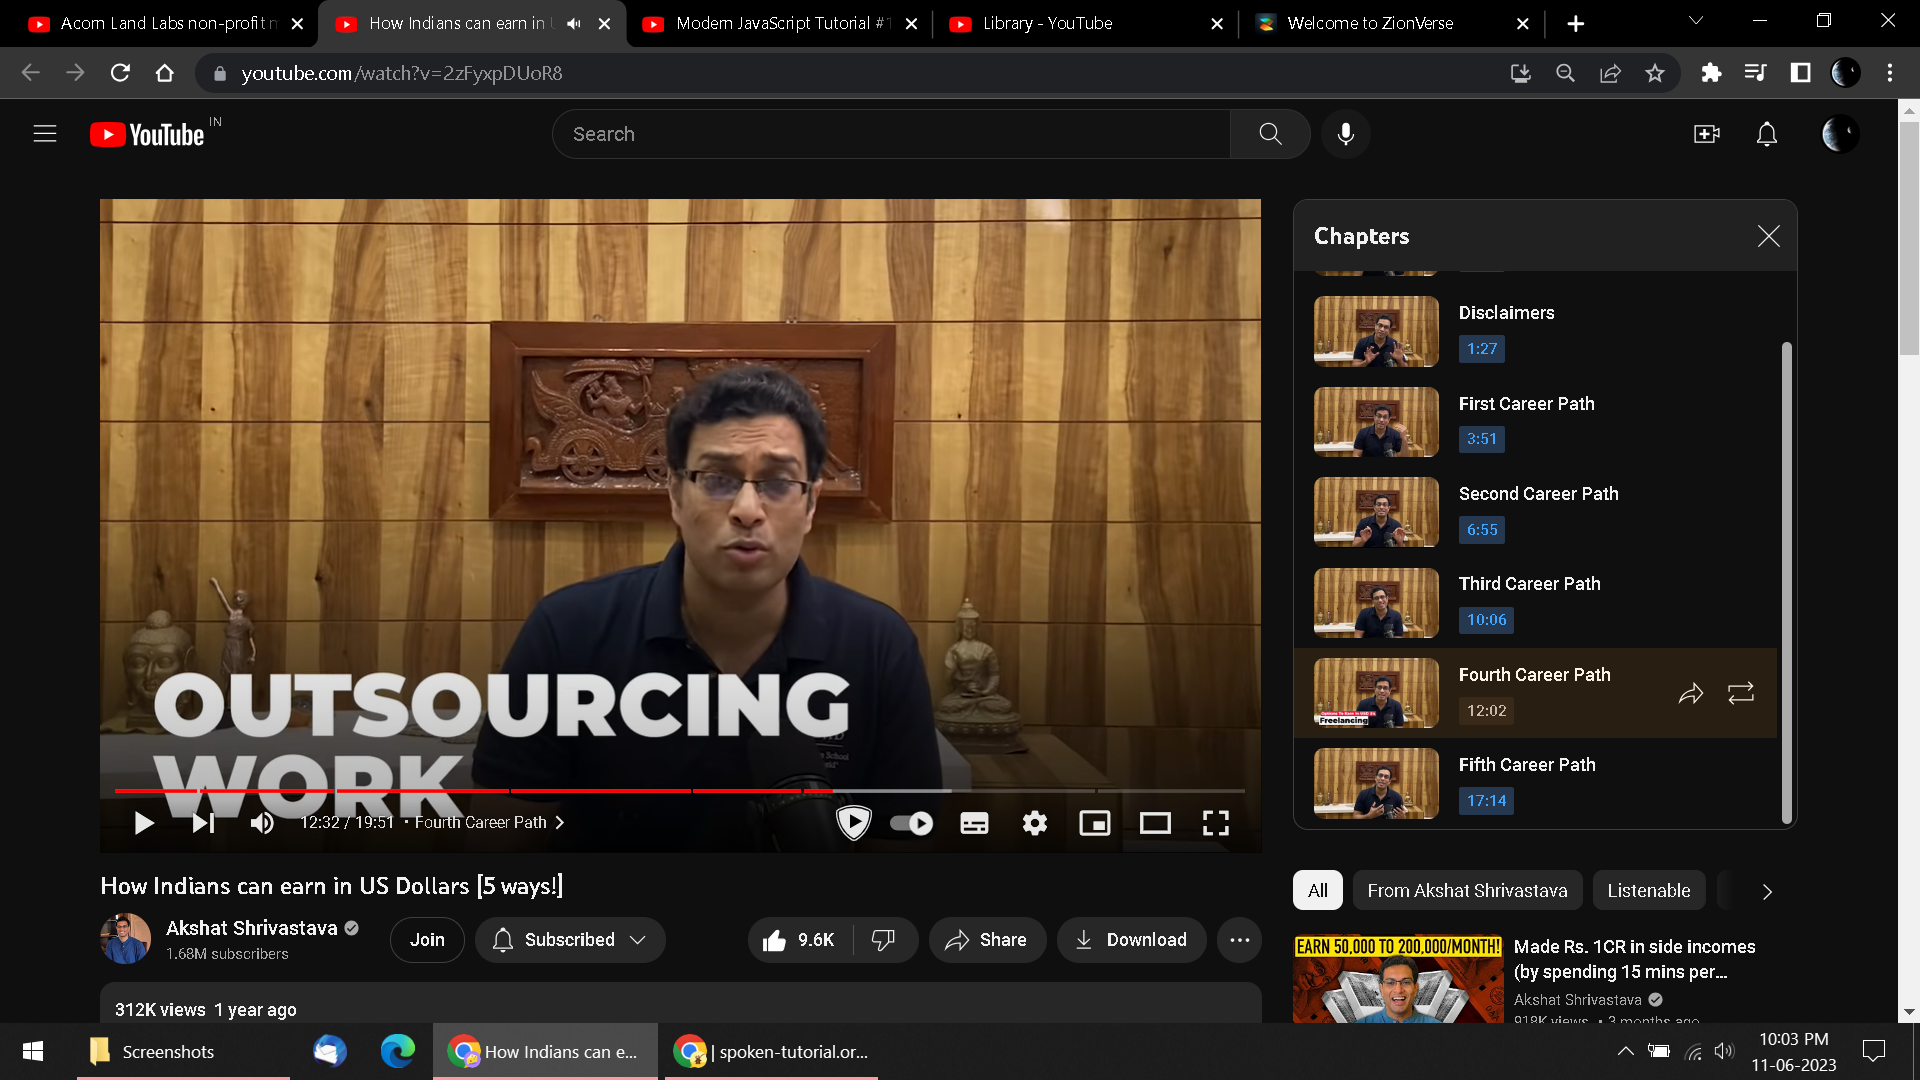 Acorn Land Labs non-profit
How Indians can earn in
Modern JavaScript Tutorial #
Library - YouTube
Welcome to ZionVerse
youtube.com/watch?v=2zFyxpDUoR8
YouTube IN
Search
Chapters
Disclaimers
1:27
First Career Path
3:51
Second Career Path
6:55
Third Career Path
10:06
Fourth Career Path
12:02
Freelancing
Fifth Career Path
17:14
OUTSOURCING
WORK
12:32 / 19:51 • Fourth Career Path
How Indians can earn in US Dollars [5 ways!]
Akshat Shrivastava
1.68M subscribers
Join
Subscribed
9.6K
Share
Download
312K views 1 year ago
All
From Akshat Shrivastava
Listenable
EARN 50,000 TO 200,000/MONTH!
Made Rs. 1CR in side incomes
(by spending 15 mins per...
Akshat Shrivastava
918K views • 3 months ago
Screenshots
How Indians can e...
| spoken-tutorial.or...
10:03 PM
11-06-2023